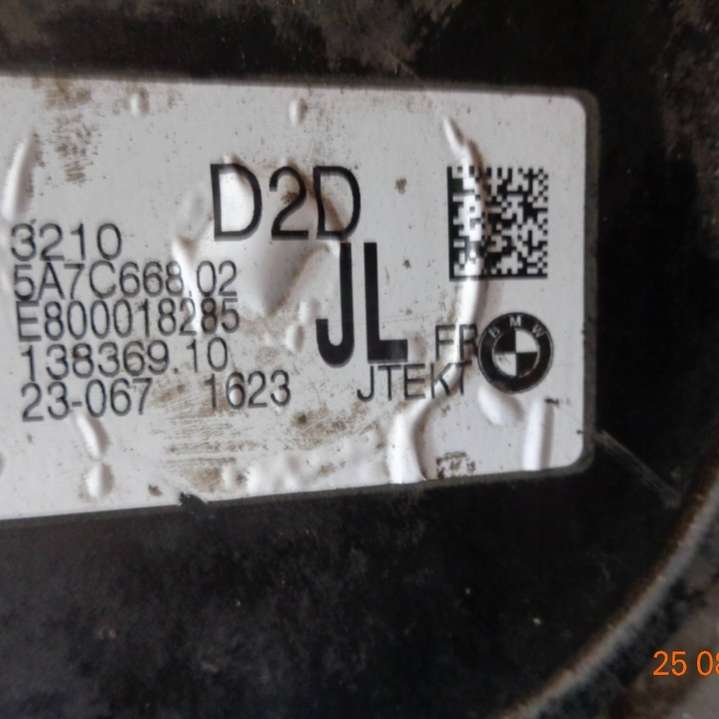 D2D
3210
5A7C668.02
E800018285
138369.10
23-067 1623
JL
FR
JTEKT
BMW
25 08